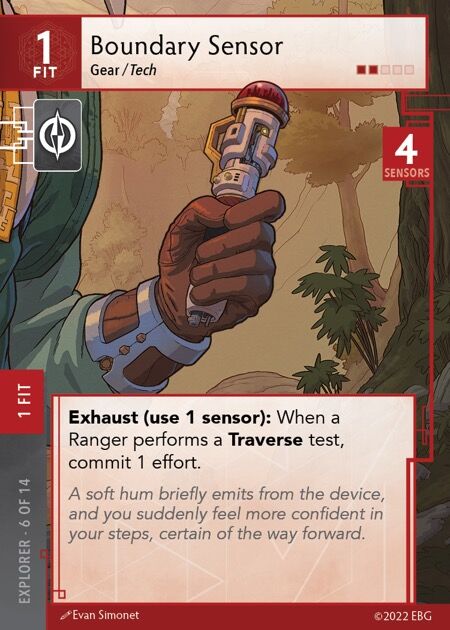 1
FIT
Boundary Sensor
Gear / Tech
4
SENSORS
1 FIT
EXPLORER - 6 OF 14
Exhaust (use 1 sensor): When a
Ranger performs a Traverse test,
commit 1 effort.
A soft hum briefly emits from the device,
and you suddenly feel more confident in
your steps, certain of the way forward.
Evan Simonet
©2022 EBG